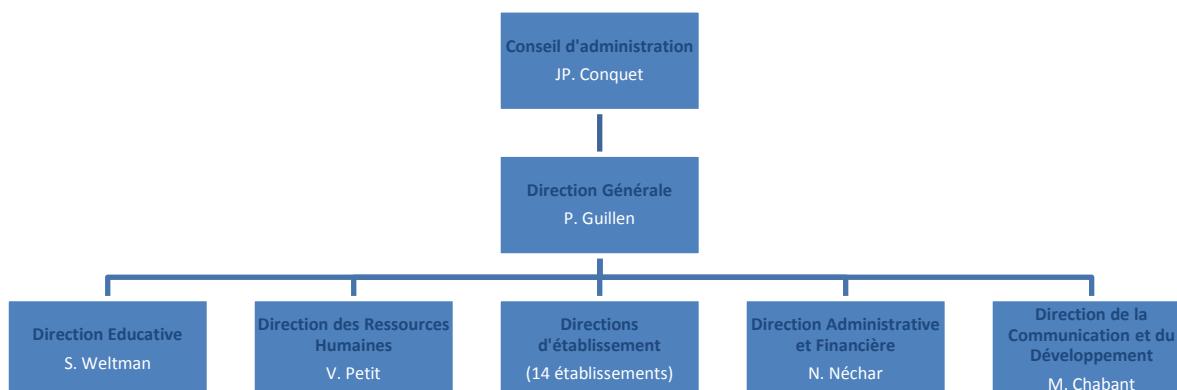 Conseil d'administration
JP. Conquet
Direction Générale
P. Guillen
Direction Educative
S. Weltman
Direction des Ressources
Humaines
V. Petit
Directions
d'établissement
(14 établissements)
Direction Administrative
et Financière
N. Néchar
Direction de la
Communication et du
Développement
M. Chabant